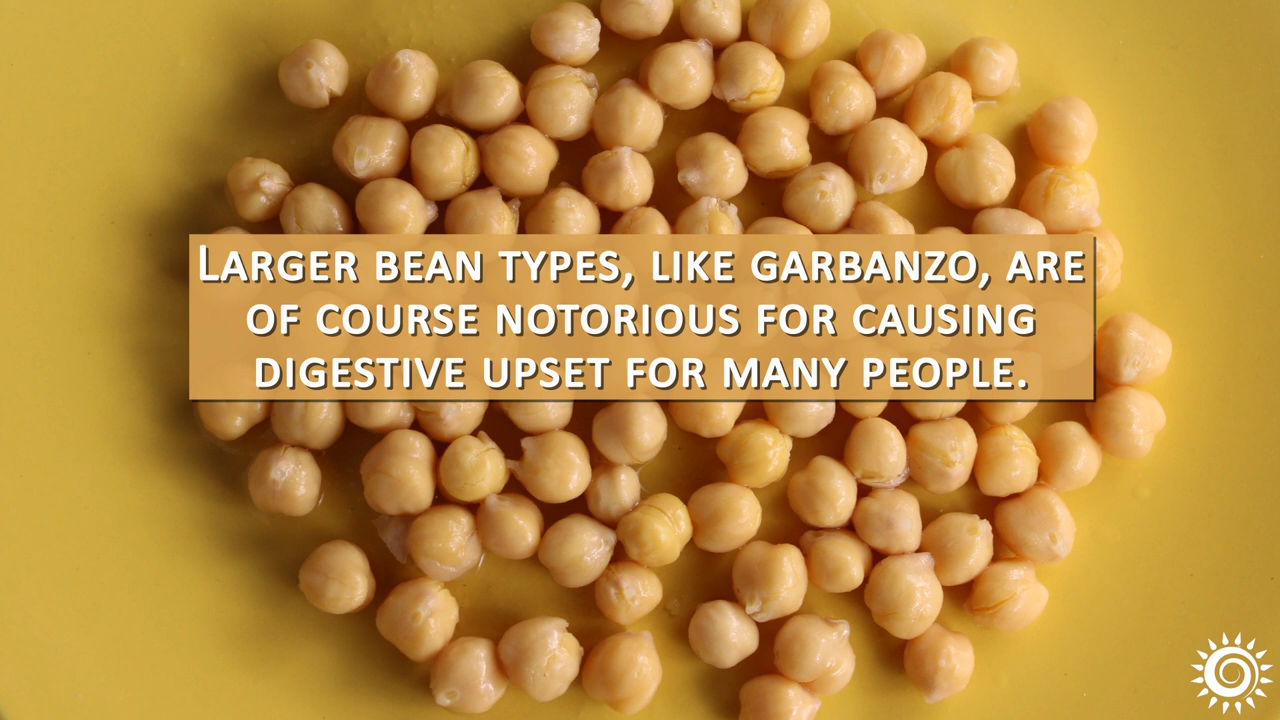 Larger bean types, like garbanzo, are
of course notorious for causing
digestive upset for many people.